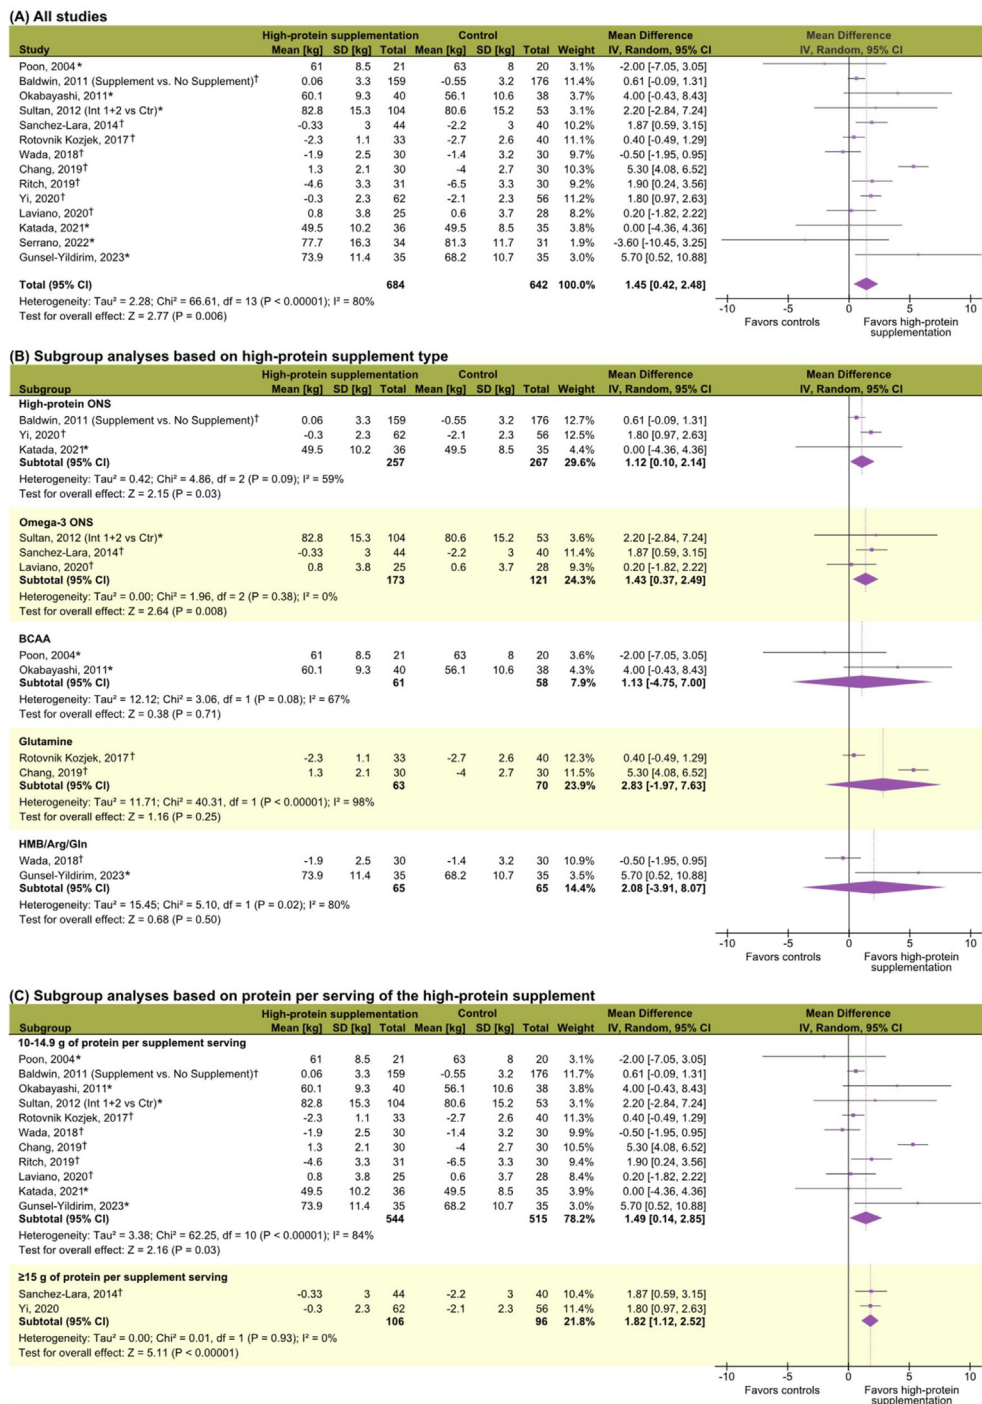 (A) All studies
High-protein supplementation Control Mean Difference Mean Difference
Study Mean [kg] SD [kg] Total Mean [kg] SD [kg] Total Weight IV, Random, 95% CI IV, Random, 95% CI
Poon, 2004* 61 8.5 21 63 8 20 3.1% -2.00 [-7.05, 3.05]
Baldwin, 2011 (Supplement vs. No Supplement)† 0.06 3.3 159 -0.55 3.2 176 11.4% 0.61 [-0.09, 1.31]
Okabayashi, 2011* 60.1 9.3 40 56.1 10.6 38 3.7% 4.00 [-0.43, 8.43]
Sultan, 2012 (Int 1+2 vs Ctr)* 82.8 15.3 104 80.6 15.2 53 3.1% 2.20 [-2.84, 7.24]
Sanchez-Lara, 2014† -0.33 3 44 -2.2 3 40 10.2% 1.87 [0.59, 3.15]
Rotovnik Kozjek, 2017† -2.3 1.1 33 -2.7 2.6 40 11.1% 0.40 [-0.49, 1.29]
Wada, 2018† -1.9 2.5 30 -1.4 3.2 30 9.7% -0.50 [-1.95, 0.95]
Chang, 2019† 1.3 2.1 30 -4 2.7 30 10.3% 5.30 [4.08, 6.52]
Ritch, 2019† -4.6 3.3 31 -6.5 3.3 30 9.2% 1.90 [0.24, 3.56]
Yi, 2020† -0.3 2.3 62 -2.1 2.3 56 11.2% 1.80 [0.97, 2.63]
Laviano, 2020† 0.8 3.8 25 0.6 3.7 28 8.2% 0.20 [-1.82, 2.22]
Katada, 2021* 49.5 10.2 36 49.5 8.5 35 3.8% 0.00 [-4.36, 4.36]
Serrano, 2022* 77.7 16.3 34 81.3 11.7 31 1.9% -3.60 [-10.45, 3.25]
Gunsel-Yildirim, 2023* 73.9 11.4 35 68.2 10.7 35 3.0% 5.70 [0.52, 10.88]
Total (95% CI) 684 642 100.0% 1.45 [0.42, 2.48]
Heterogeneity: Tau² = 2.28; Chi² = 66.61, df = 13 (P < 0.00001); I² = 80%
Test for overall effect: Z = 2.77 (P = 0.006)
-10 -5 0 5 10
Favors controls Favors high-protein
supplementation
(B) Subgroup analyses based on high-protein supplement type
High-protein supplementation Control Mean Difference Mean Difference
Subgroup Mean [kg] SD [kg] Total Mean [kg] SD [kg] Total Weight IV, Random, 95% CI IV, Random, 95% CI
High-protein ONS
Baldwin, 2011 (Supplement vs. No Supplement)† 0.06 3.3 159 -0.55 3.2 176 12.7% 0.61 [-0.09, 1.31]
Yi, 2020† -0.3 2.3 62 -2.1 2.3 56 12.5% 1.80 [0.97, 2.63]
Katada, 2021* 49.5 10.2 36 49.5 8.5 35 4.4% 0.00 [-4.36, 4.36]
Subtotal (95% CI) 257 267 29.6% 1.12 [0.10, 2.14]
Heterogeneity: Tau² = 0.42; Chi² = 4.86, df = 2 (P = 0.09); I² = 59%
Test for overall effect: Z = 2.15 (P = 0.03)
Omega-3 ONS
Sultan, 2012 (Int 1+2 vs Ctr)* 82.8 15.3 104 80.6 15.2 53 3.6% 2.20 [-2.84, 7.24]
Sanchez-Lara, 2014† -0.33 3 44 -2.2 3 40 11.4% 1.87 [0.59, 3.15]
Laviano, 2020† 0.8 3.8 25 0.6 3.7 28 9.3% 0.20 [-1.82, 2.22]
Subtotal (95% CI) 173 121 24.3% 1.43 [0.37, 2.49]
Heterogeneity: Tau² = 0.00; Chi² = 1.96, df = 2 (P = 0.38); I² = 0%
Test for overall effect: Z = 2.64 (P = 0.008)
BCAA
Poon, 2004* 61 8.5 21 63 8 20 3.6% -2.00 [-7.05, 3.05]
Okabayashi, 2011* 60.1 9.3 40 56.1 10.6 38 4.3% 4.00 [-0.43, 8.43]
Subtotal (95% CI) 61 58 7.9% 1.13 [-4.75, 7.00]
Heterogeneity: Tau² = 12.12; Chi² = 3.06, df = 1 (P = 0.08); I² = 67%
Test for overall effect: Z = 0.38 (P = 0.71)
Glutamine
Rotovnik Kozjek, 2017† -2.3 1.1 33 -2.7 2.6 40 12.3% 0.40 [-0.49, 1.29]
Chang, 2019† 1.3 2.1 30 -4 2.7 30 11.5% 5.30 [4.08, 6.52]
Subtotal (95% CI) 63 70 23.9% 2.83 [-1.97, 7.63]
Heterogeneity: Tau² = 11.71; Chi² = 40.31, df = 1 (P < 0.00001); I² = 98%
Test for overall effect: Z = 1.16 (P = 0.25)
HMB/Arg/Gln
Wada, 2018† -1.9 2.5 30 -1.4 3.2 30 10.9% -0.50 [-1.95, 0.95]
Gunsel-Yildirim, 2023* 73.9 11.4 35 68.2 10.7 35 3.5% 5.70 [0.52, 10.88]
Subtotal (95% CI) 65 65 14.4% 2.08 [-3.91, 8.07]
Heterogeneity: Tau² = 15.45; Chi² = 5.10, df = 1 (P = 0.02); I² = 80%
Test for overall effect: Z = 0.68 (P = 0.50)
-10 -5 0 5 10
Favors controls Favors high-protein
supplementation
(C) Subgroup analyses based on protein per serving of the high-protein supplement
High-protein supplementation Control Mean Difference Mean Difference
Subgroup Mean [kg] SD [kg] Total Mean [kg] SD [kg] Total Weight IV, Random, 95% CI IV, Random, 95% CI
10-14.9 g of protein per supplement serving
Poon, 2004* 61 8.5 21 63 8 20 3.1% -2.00 [-7.05, 3.05]
Baldwin, 2011 (Supplement vs. No Supplement)† 0.06 3.3 159 -0.55 3.2 176 11.7% 0.61 [-0.09, 1.31]
Okabayashi, 2011* 60.1 9.3 40 56.1 10.6 38 3.8% 4.00 [-0.43, 8.43]
Sultan, 2012 (Int 1+2 vs Ctr)* 82.8 15.3 104 80.6 15.2 53 3.1% 2.20 [-2.84, 7.24]
Rotovnik Kozjek, 2017† -2.3 1.1 33 -2.7 2.6 40 11.3% 0.40 [-0.49, 1.29]
Wada, 2018† -1.9 2.5 30 -1.4 3.2 30 9.9% -0.50 [-1.95, 0.95]
Chang, 2019† 1.3 2.1 30 -4 2.7 30 10.5% 5.30 [4.08, 6.52]
Ritch, 2019† -4.6 3.3 31 -6.5 3.3 30 9.4% 1.90 [0.24, 3.56]
Laviano, 2020† 0.8 3.8 25 0.6 3.7 28 8.4% 0.20 [-1.82, 2.22]
Katada, 2021* 49.5 10.2 36 49.5 8.5 35 3.9% 0.00 [-4.36, 4.36]
Gunsel-Yildirim, 2023* 73.9 11.4 35 68.2 10.7 35 3.0% 5.70 [0.52, 10.88]
Subtotal (95% CI) 544 515 78.2% 1.49 [0.14, 2.85]
Heterogeneity: Tau² = 3.38; Chi² = 62.25, df = 10 (P < 0.00001); I² = 84%
Test for overall effect: Z = 2.16 (P = 0.03)
≥15 g of protein per supplement serving
Sanchez-Lara, 2014† -0.33 3 44 -2.2 3 40 10.4% 1.87 [0.59, 3.15]
Yi, 2020 -0.3 2.3 62 -2.1 2.3 56 11.4% 1.80 [0.97, 2.63]
Subtotal (95% CI) 106 96 21.8% 1.82 [1.12, 2.52]
Heterogeneity: Tau² = 0.00; Chi² = 0.01, df = 1 (P = 0.93); I² = 0%
Test for overall effect: Z = 5.11 (P < 0.00001)
-10 -5 0 5 10
Favors controls Favors high-protein
supplementation